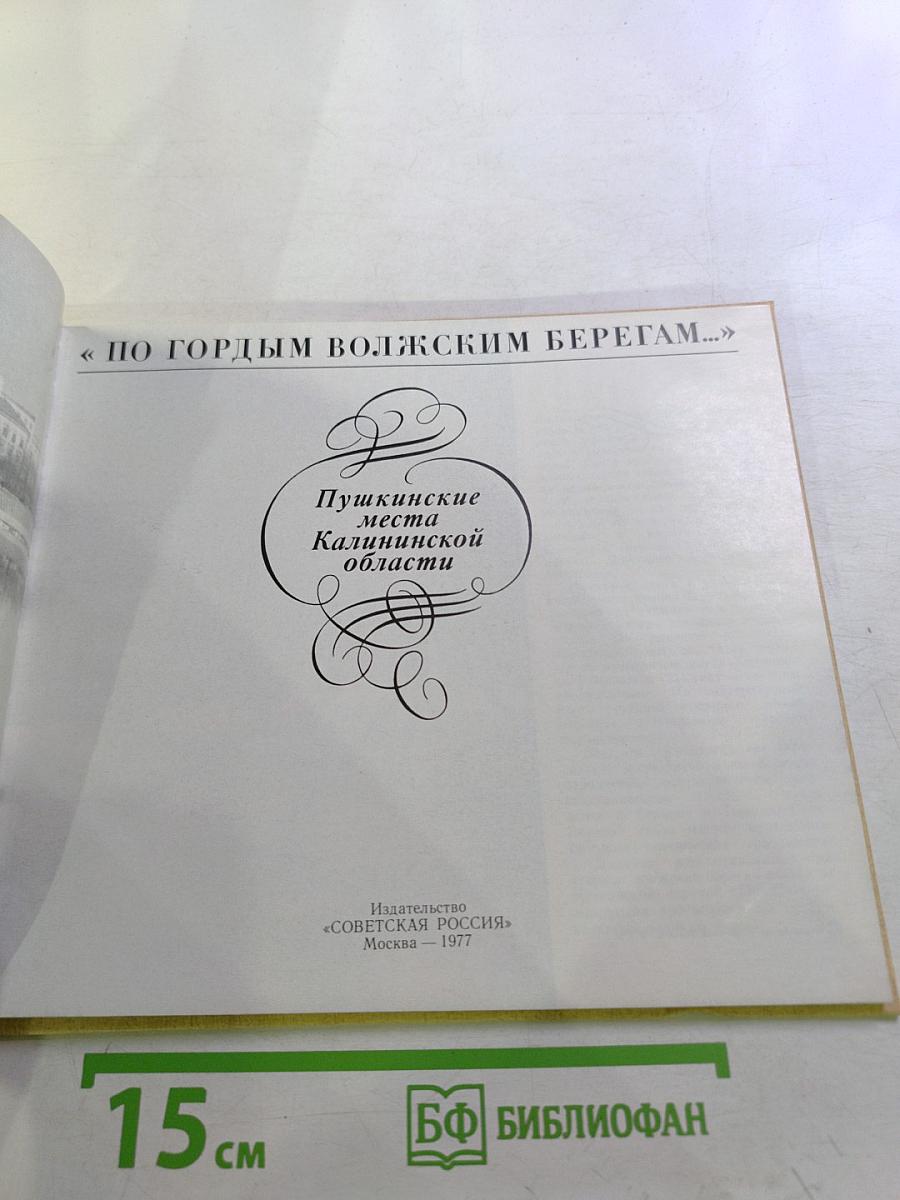 « ПО ГОРДЫМ ВОЛЖСКИМ БЕРЕГАМ...»
Пушкинские
места
Калининской
области
Издательство
«СОВЕТСКАЯ РОССИЯ»
Москва — 1977
15 см
БФ БИБЛИОФАН